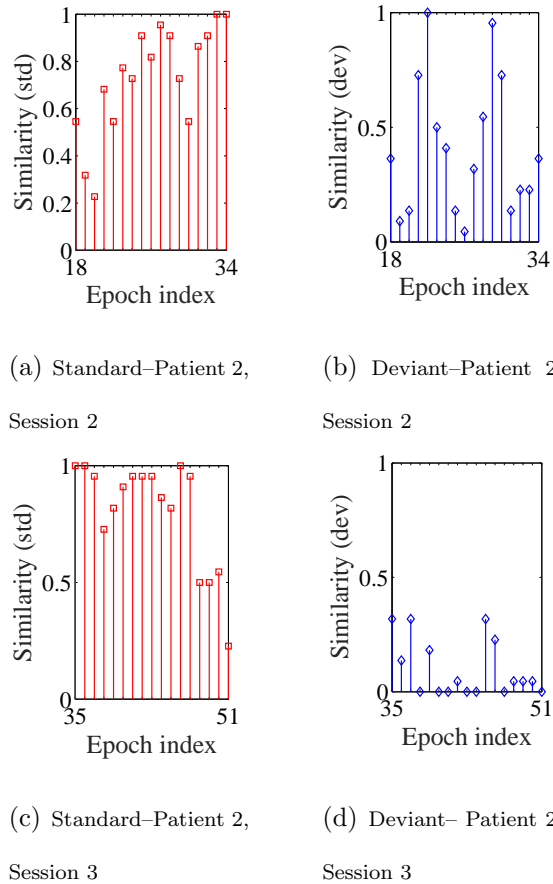 1
0.8
0.6
0.4
0.2
0
Similarity (std)
18
34
Epoch index
1
0.5
0
Similarity (dev)
18
34
Epoch index
(a) Standard–Patient 2,
Session 2
(b) Deviant–Patient 2
Session 2
1
0.5
0
Similarity (std)
35
51
Epoch index
1
0.5
0
Similarity (dev)
35
51
Epoch index
(c) Standard–Patient 2,
Session 3
(d) Deviant– Patient 2
Session 3